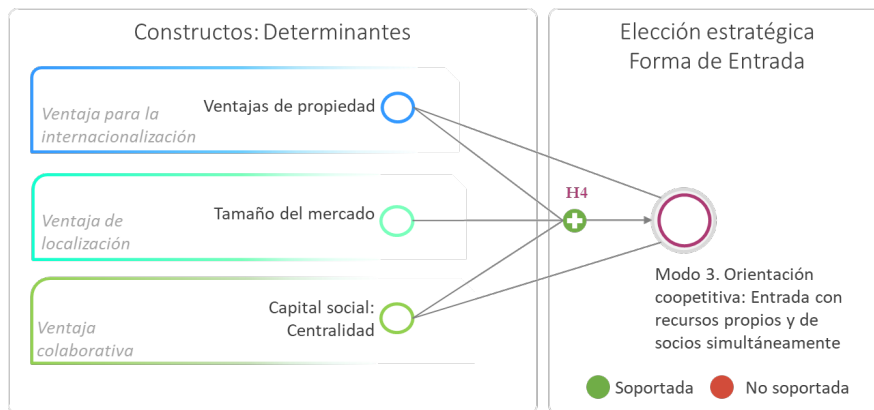 Constructos: Determinantes
Elección estratégica
Forma de Entrada
Ventaja para la
internacionalización
Ventajas de propiedad
Ventaja de
localización
Tamaño del mercado
H4
Ventaja
colaborativa
Capital social:
Centralidad
Modo 3. Orientación
coopetitiva: Entrada con
recursos propios y de
socios simultáneamente
Soportada
No soportada